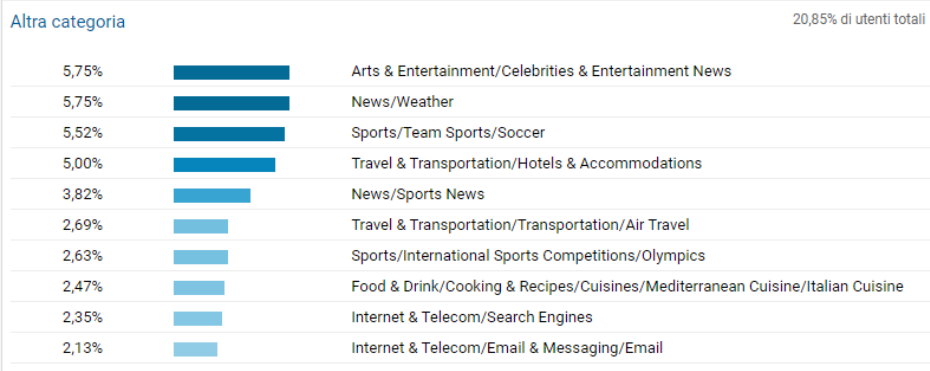 Altra categoria 20,85% di utenti totali
5,75% Arts & Entertainment/Celebrities & Entertainment News
5,75% News/Weather
5,52% Sports/Team Sports/Soccer
5,00% Travel & Transportation/Hotels & Accommodations
3,82% News/Sports News
2,69% Travel & Transportation/Transportation/Air Travel
2,63% Sports/International Sports Competitions/Olympics
2,47% Food & Drink/Cooking & Recipes/Cuisines/Mediterranean Cuisine/Italian Cuisine
2,35% Internet & Telecom/Search Engines
2,13% Internet & Telecom/Email & Messaging/Email